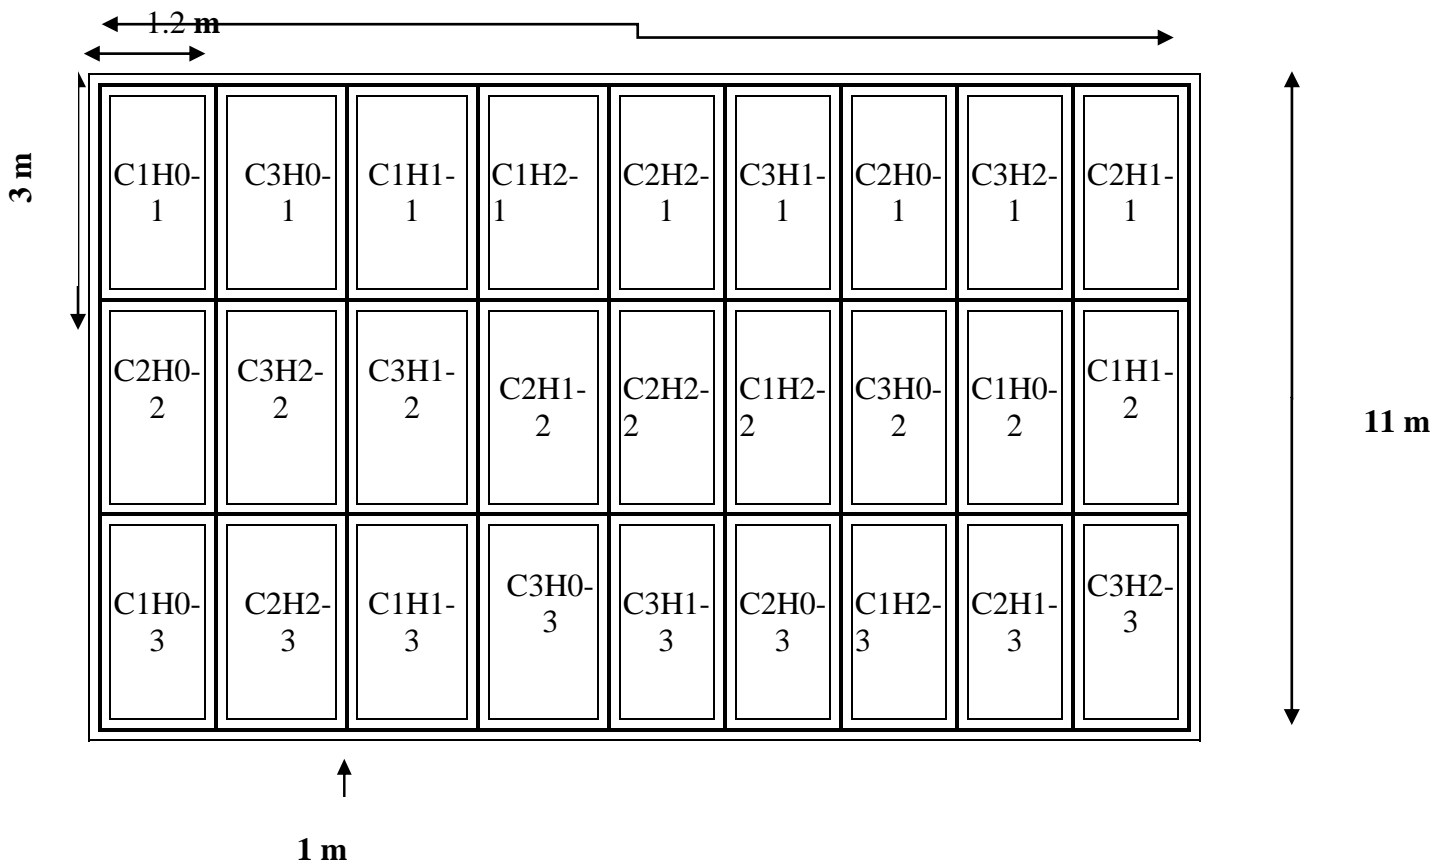 1.2 m
3 m
C1H0-
1
C3H0-
1
C1H1-
1
C1H2-
1
C2H2-
1
C3H1-
1
C2H0-
1
C3H2-
1
C2H1-
1
C2H0-
2
C3H2-
2
C3H1-
2
C2H1-
2
C2H2-
2
C1H2-
2
C3H0-
2
C1H0-
2
C1H1-
2
11 m
C1H0-
3
C2H2-
3
C1H1-
3
C3H0-
3
C3H1-
3
C2H0-
3
C1H2-
3
C2H1-
3
C3H2-
3
1 m